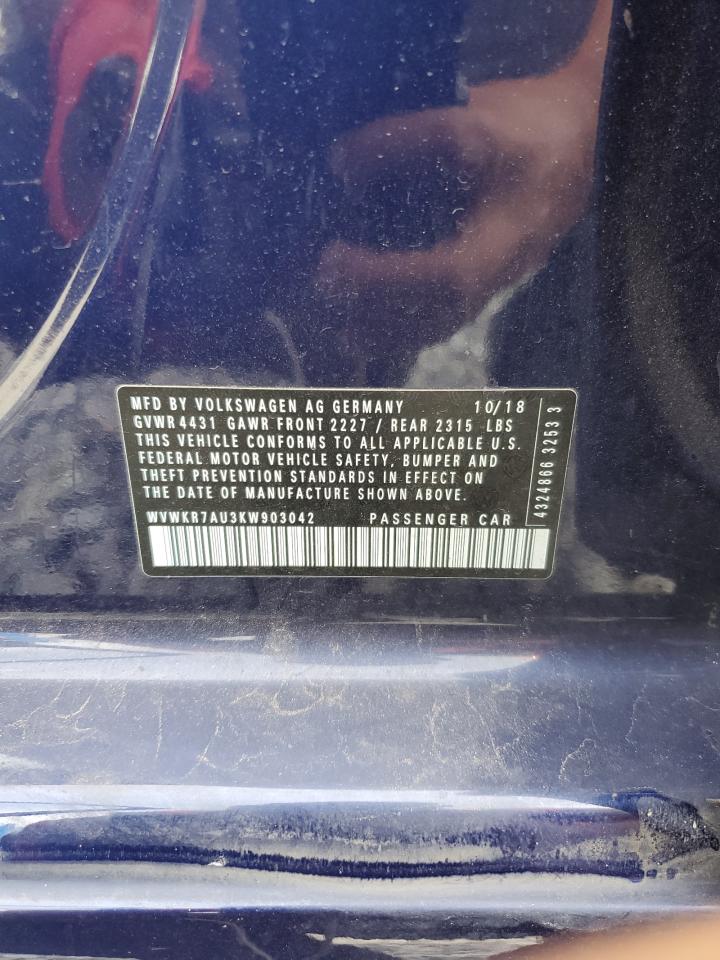 MFD BY VOLKSWAGEN AG GERMANY 10/18
GVWR 4431 GAWR FRONT 2227 / REAR 2315 LBS
THIS VEHICLE CONFORMS TO ALL APPLICABLE U.S.
FEDERAL MOTOR VEHICLE SAFETY, BUMPER AND
THEFT PREVENTION STANDARDS IN EFFECT ON
THE DATE OF MANUFACTURE SHOWN ABOVE.
WVWKR7AU3KW903042 PASSENGER CAR
4324866 3253 3